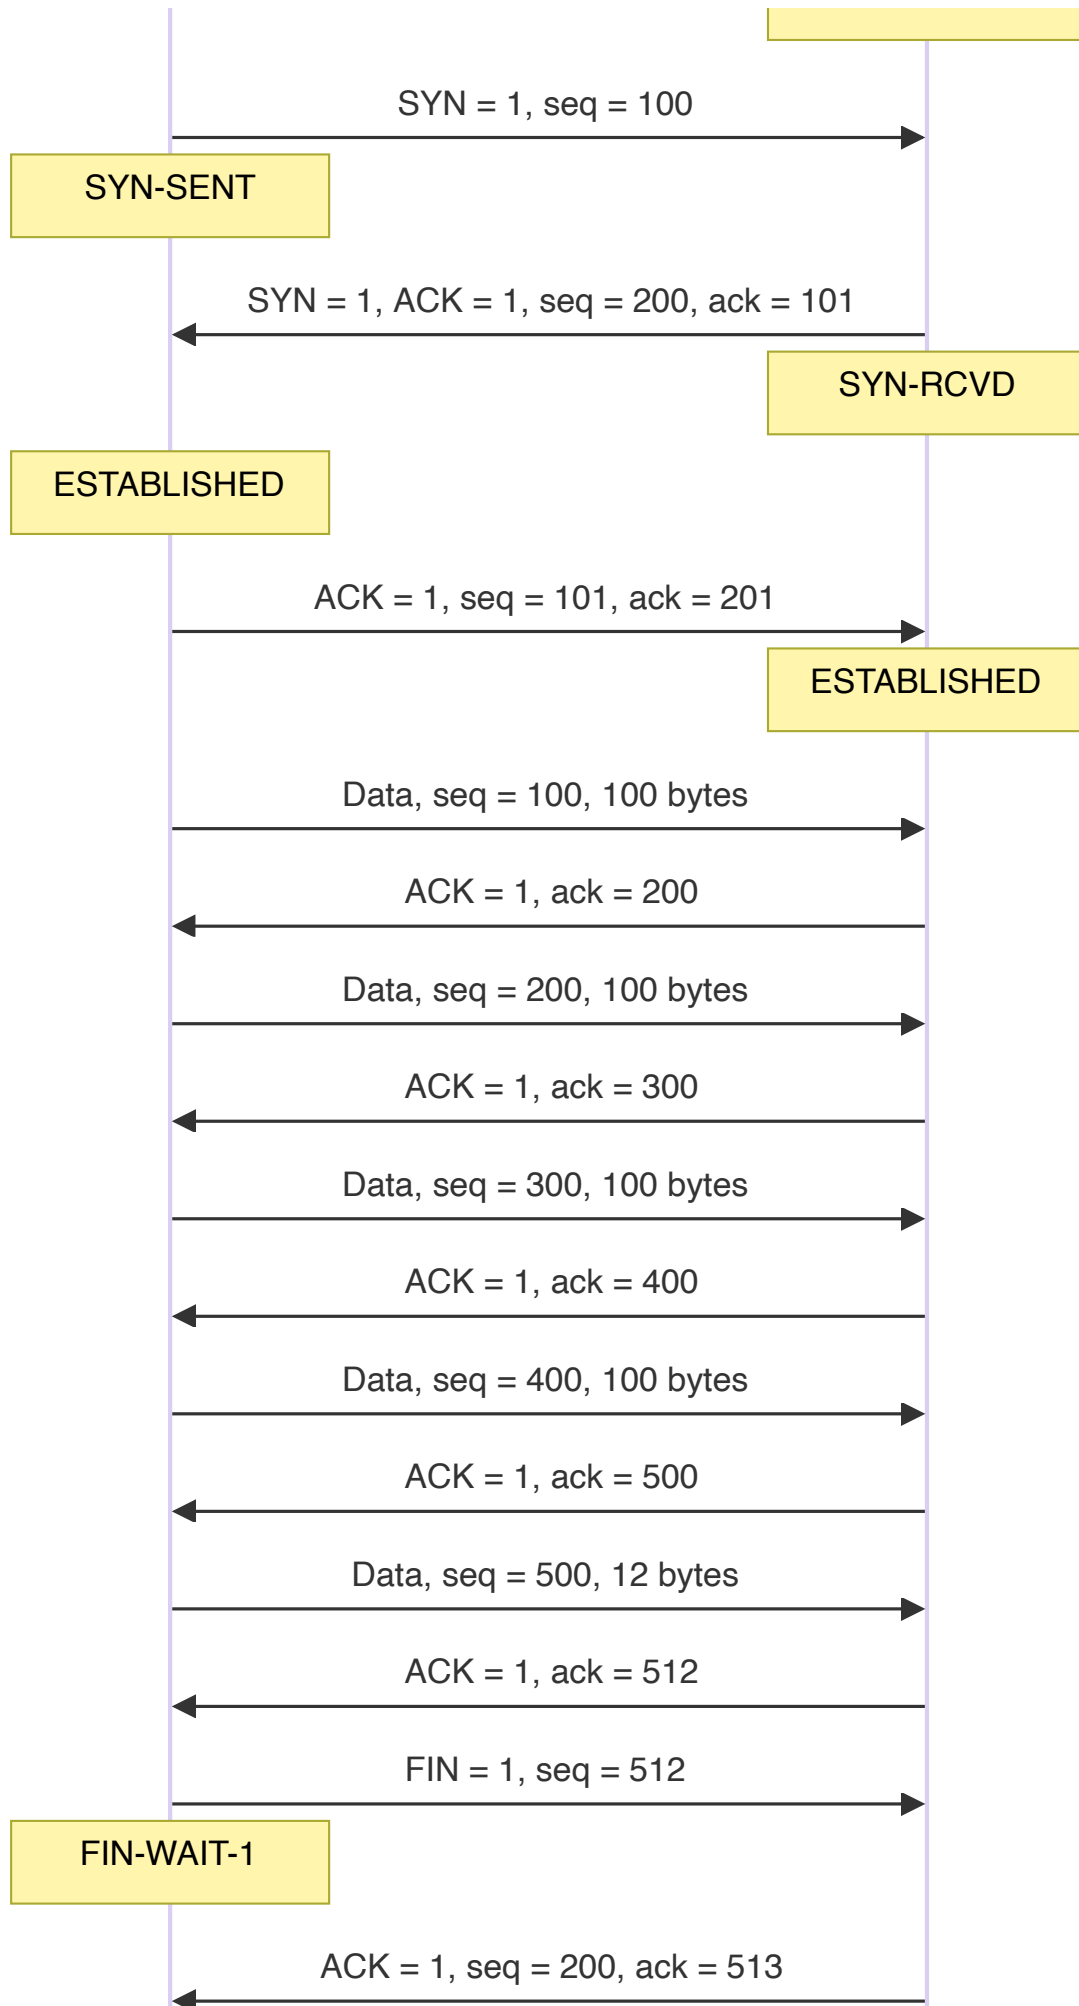 SYN = 1, seq = 100
SYN-SENT
SYN = 1, ACK = 1, seq = 200, ack = 101
SYN-RCVD
ESTABLISHED
ACK = 1, seq = 101, ack = 201
ESTABLISHED
Data, seq = 100, 100 bytes
ACK = 1, ack = 200
Data, seq = 200, 100 bytes
ACK = 1, ack = 300
Data, seq = 300, 100 bytes
ACK = 1, ack = 400
Data, seq = 400, 100 bytes
ACK = 1, ack = 500
Data, seq = 500, 12 bytes
ACK = 1, ack = 512
FIN = 1, seq = 512
FIN-WAIT-1
ACK = 1, seq = 200, ack = 513